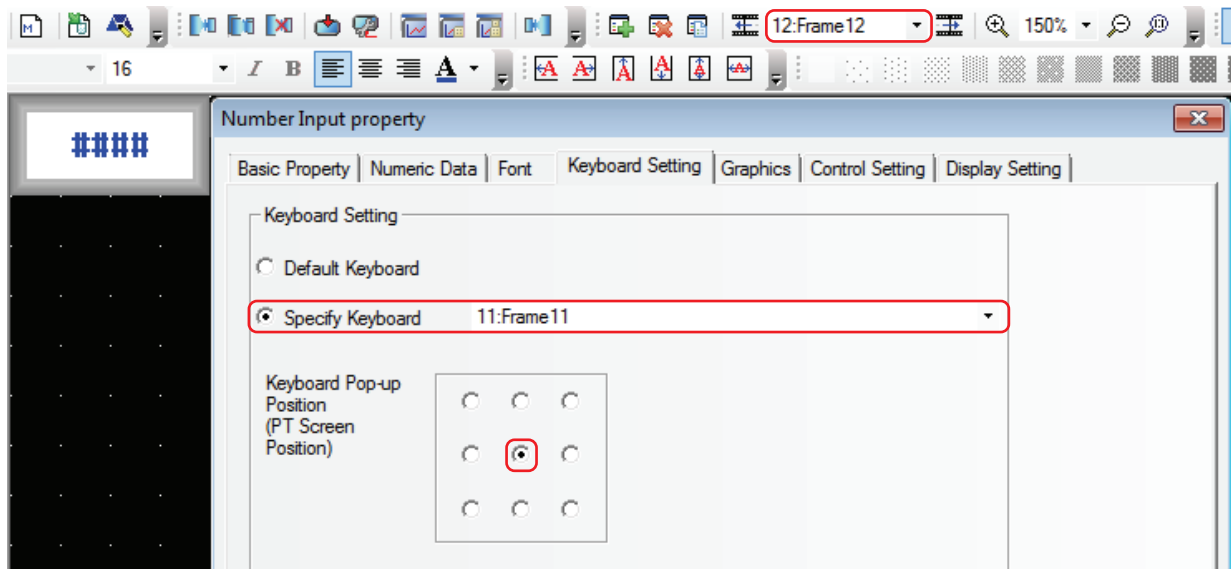 12:Frame12 150%
16 I B A A A A A A A
####
Number Input property
Basic Property Numeric Data Font Keyboard Setting Graphics Control Setting Display Setting
Keyboard Setting
Default Keyboard
Specify Keyboard 11:Frame11
Keyboard Pop-up
Position
(PT Screen
Position)